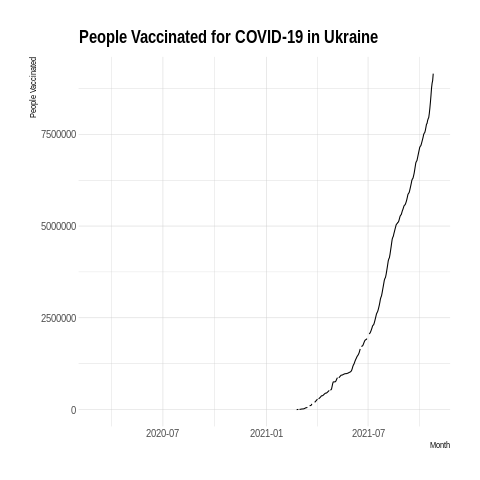 People Vaccinated for COVID-19 in Ukraine
People Vaccinated
7500000
5000000
2500000
0
2020-07
2021-01
2021-07
Month